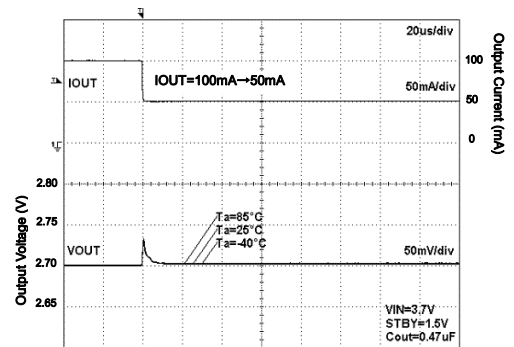 20us/div
IOUT
IOUT=100mA→50mA
50mA/div
100
50
0
Output Current (mA)
2.80
2.75
2.70
2.65
Output Voltage (V)
Ta=85°C
Ta=25°C
Ta=-40°C
VOUT
50mV/div
VIN=3.7V
STBY=1.5V
Cout=0.47uF